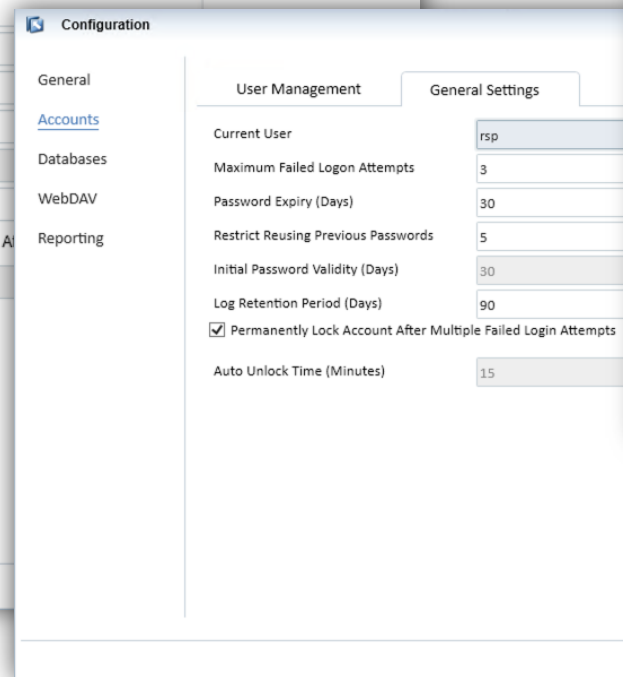 Configuration
General
Accounts
Databases
WebDAV
Reporting
User Management
General Settings
Current User rsp
Maximum Failed Logon Attempts 3
Password Expiry (Days) 30
Restrict Reusing Previous Passwords 5
Initial Password Validity (Days) 30
Log Retention Period (Days) 90
Permanently Lock Account After Multiple Failed Login Attempts
Auto Unlock Time (Minutes) 15